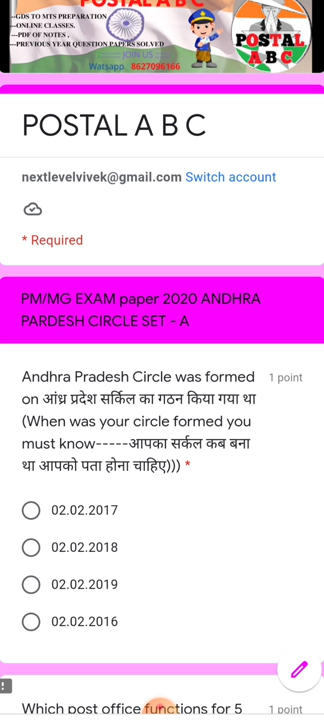 POSTAL A B C
--GDS TO MTS PREPARATION
--ONLINE CLASSES.
---PDF OF NOTES ,
---PREVIOUS YEAR QUESTION PAPERS SOLVED
JOIN US
Watsapp 8627096166
POSTAL
A B C
POSTAL A B C
nextlevelvivek@gmail.com Switch account
* Required
PM/MG EXAM paper 2020 ANDHRA
PARDESH CIRCLE SET - A
Andhra Pradesh Circle was formed 1 point
on आंध्र प्रदेश सर्किल का गठन किया गया था
(When was your circle formed you
must know-----आपका सर्कल कब बना
था आपको पता होना चाहिए))) *
02.02.2017
02.02.2018
02.02.2019
02.02.2016
Which post office functions for 5 1 point